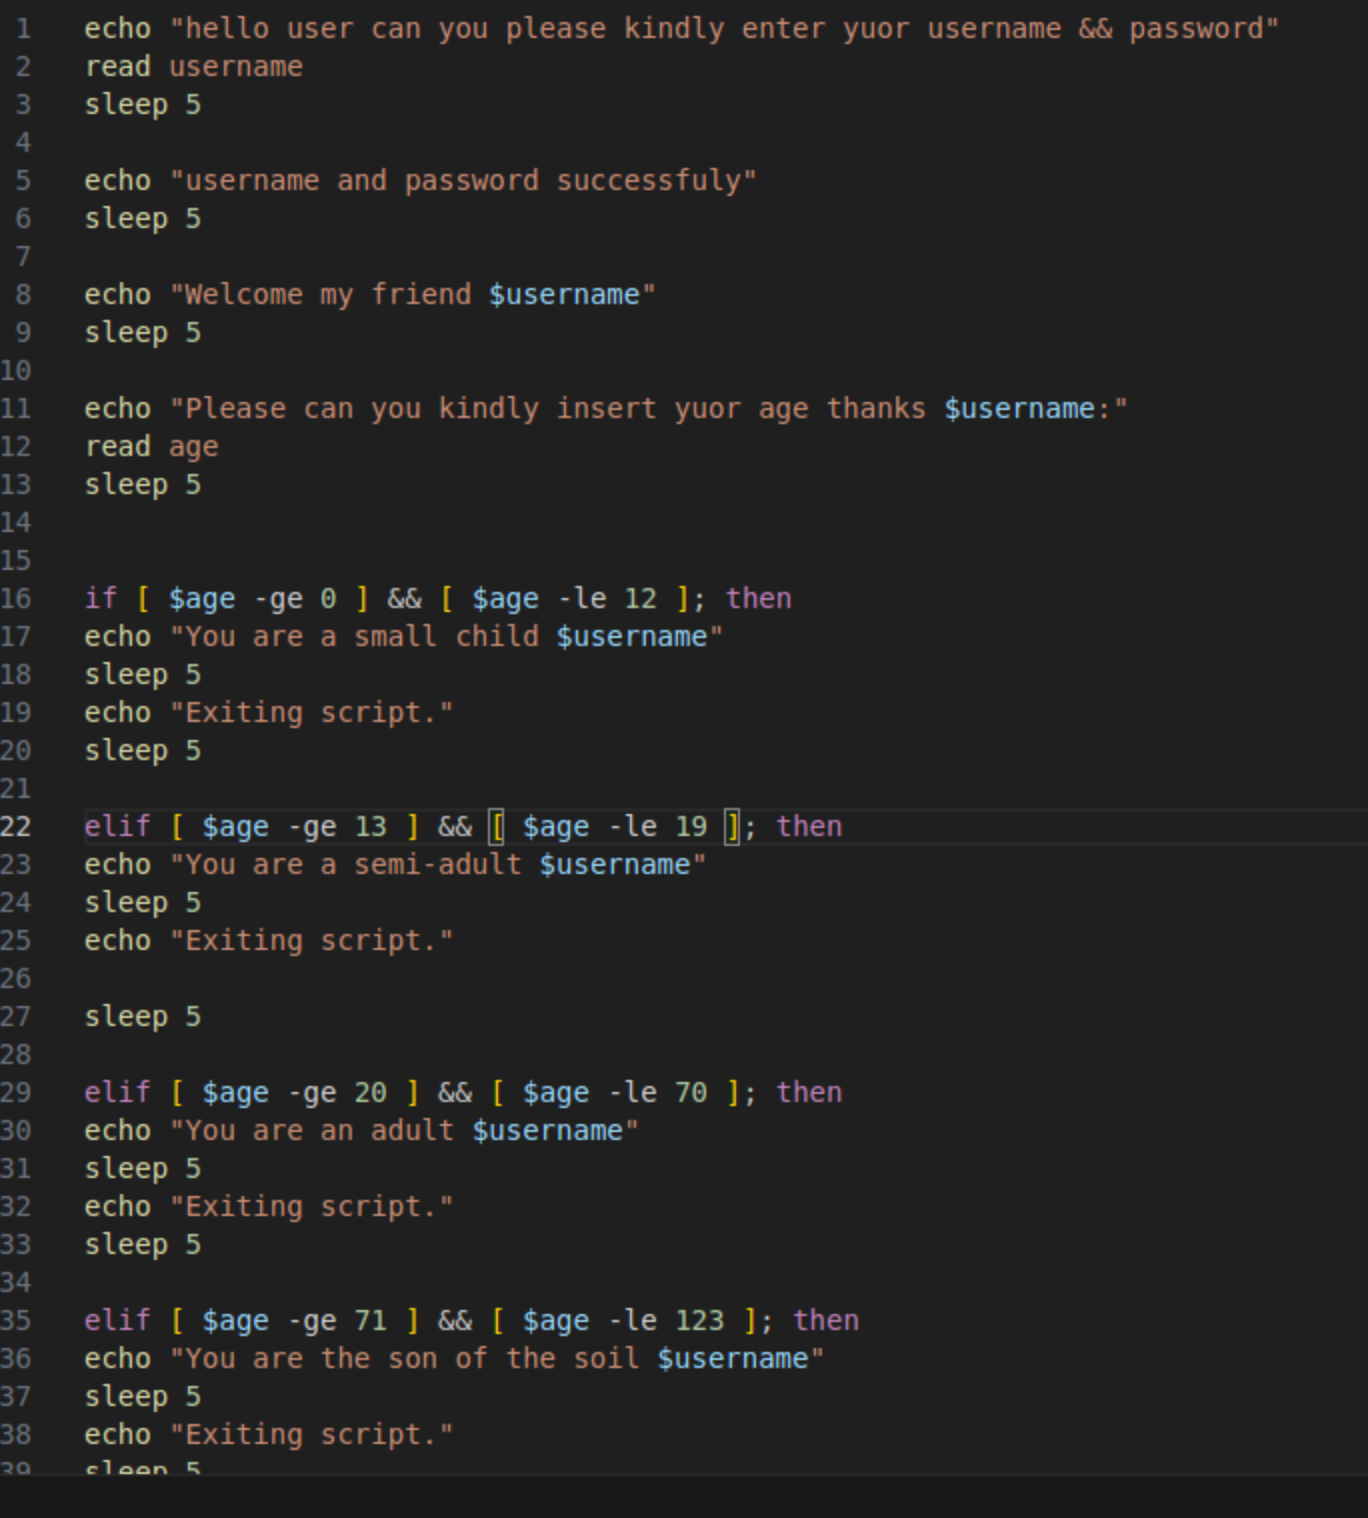 1 echo "hello user can you please kindly enter yuor username && password"
2 read username
3 sleep 5
4
5 echo "username and password successfuly"
6 sleep 5
7
8 echo "Welcome my friend $username"
9 sleep 5
10
11 echo "Please can you kindly insert yuor age thanks $username:"
12 read age
13 sleep 5
14
15
16 if [ $age -ge 0 ] && [ $age -le 12 ]; then
17 echo "You are a small child $username"
18 sleep 5
19 echo "Exiting script."
20 sleep 5
21
22 elif [ $age -ge 13 ] && [ $age -le 19 ]; then
23 echo "You are a semi-adult $username"
24 sleep 5
25 echo "Exiting script."
26
27 sleep 5
28
29 elif [ $age -ge 20 ] && [ $age -le 70 ]; then
30 echo "You are an adult $username"
31 sleep 5
32 echo "Exiting script."
33 sleep 5
34
35 elif [ $age -ge 71 ] && [ $age -le 123 ]; then
36 echo "You are the son of the soil $username"
37 sleep 5
38 echo "Exiting script."
39 sleep 5